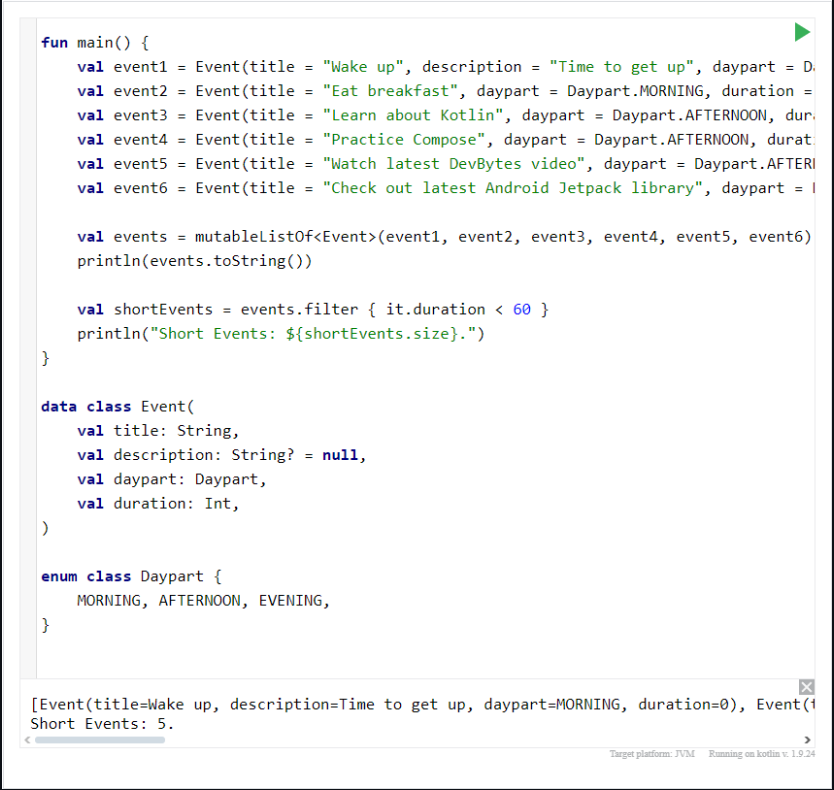 fun main() {
    val event1 = Event(title = "Wake up", description = "Time to get up", daypart = D
    val event2 = Event(title = "Eat breakfast", daypart = Daypart.MORNING, duration =
    val event3 = Event(title = "Learn about Kotlin", daypart = Daypart.AFTERNOON, dur
    val event4 = Event(title = "Practice Compose", daypart = Daypart.AFTERNOON, durat
    val event5 = Event(title = "Watch latest DevBytes video", daypart = Daypart.AFTER
    val event6 = Event(title = "Check out latest Android Jetpack library", daypart =
    val events = mutableListOf<Event>(event1, event2, event3, event4, event5, event6)
    println(events.toString())
    val shortEvents = events.filter { it.duration < 60 }
    println("Short Events: ${shortEvents.size}.")
}
data class Event(
    val title: String,
    val description: String? = null,
    val daypart: Daypart,
    val duration: Int,
)
enum class Daypart {
    MORNING, AFTERNOON, EVENING,
}
[Event(title=Wake up, description=Time to get up, daypart=MORNING, duration=0), Event(t
Short Events: 5.
Target platform: JVM Running on kotlin v. 1.9.24